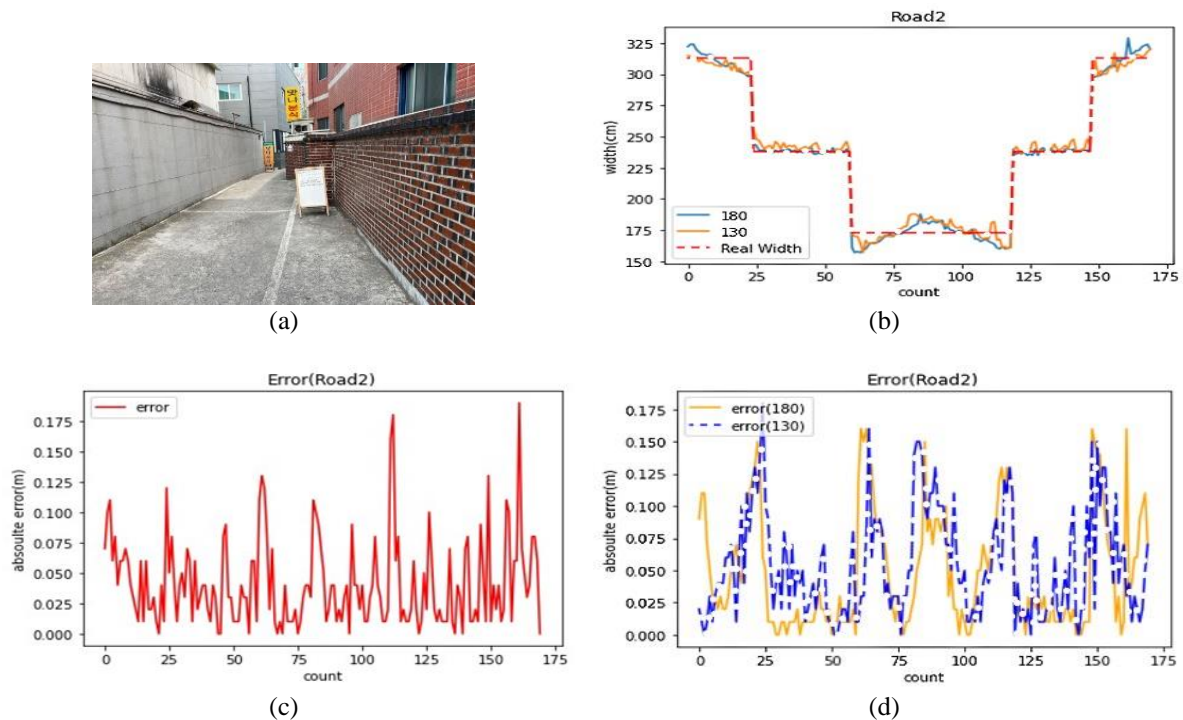 Road2
325
300
275
250
225
200
175
150
width(cm)
180
130
Real Width
0 25 50 75 100 125 150 175
count
(a)
(b)
Error(Road2)
error
0.175
0.150
0.125
0.100
0.075
0.050
0.025
0.000
absoulte error(m)
0 25 50 75 100 125 150 175
count
(c)
Error(Road2)
error(180)
error(130)
0.175
0.150
0.125
0.100
0.075
0.050
0.025
0.000
absoulte error(m)
0 25 50 75 100 125 150 175
count
(d)